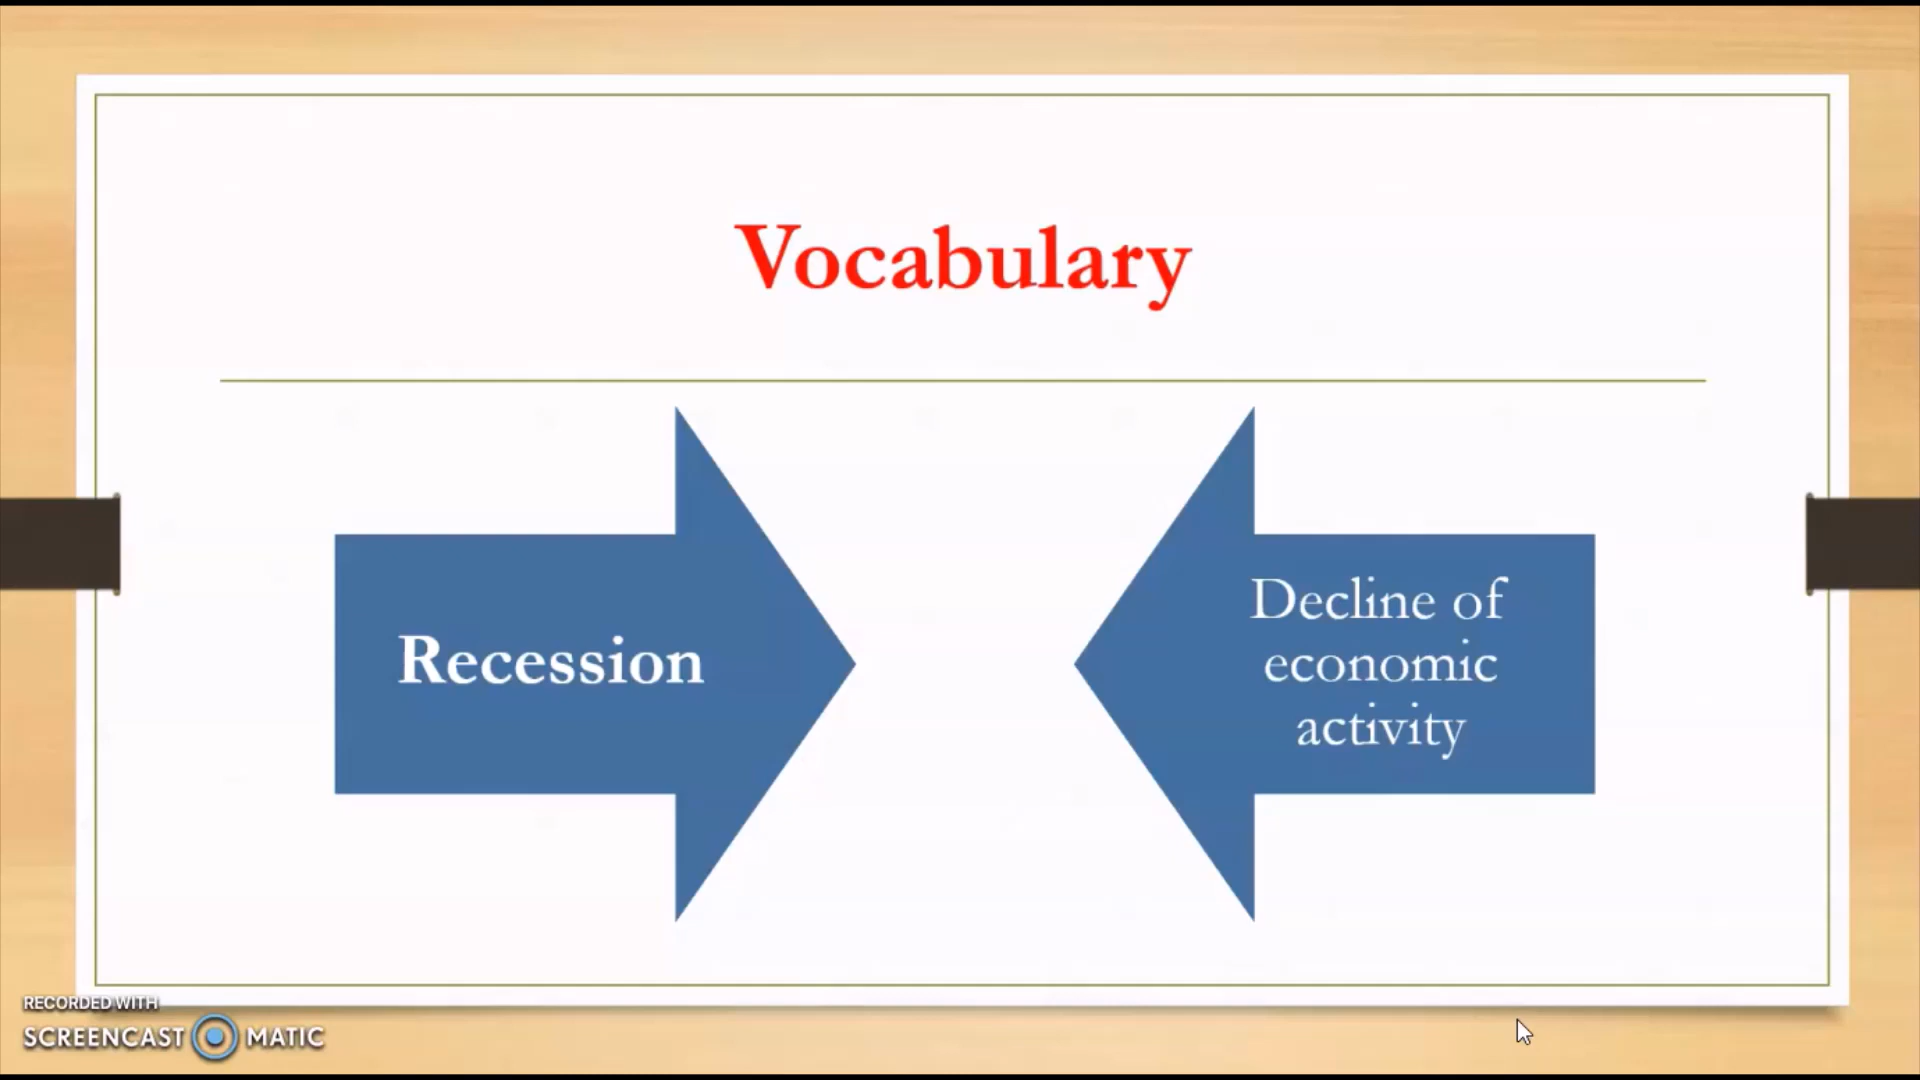 Vocabulary
Recession
Decline of
economic
activity
RECORDED WITH
SCREENCAST MATIC